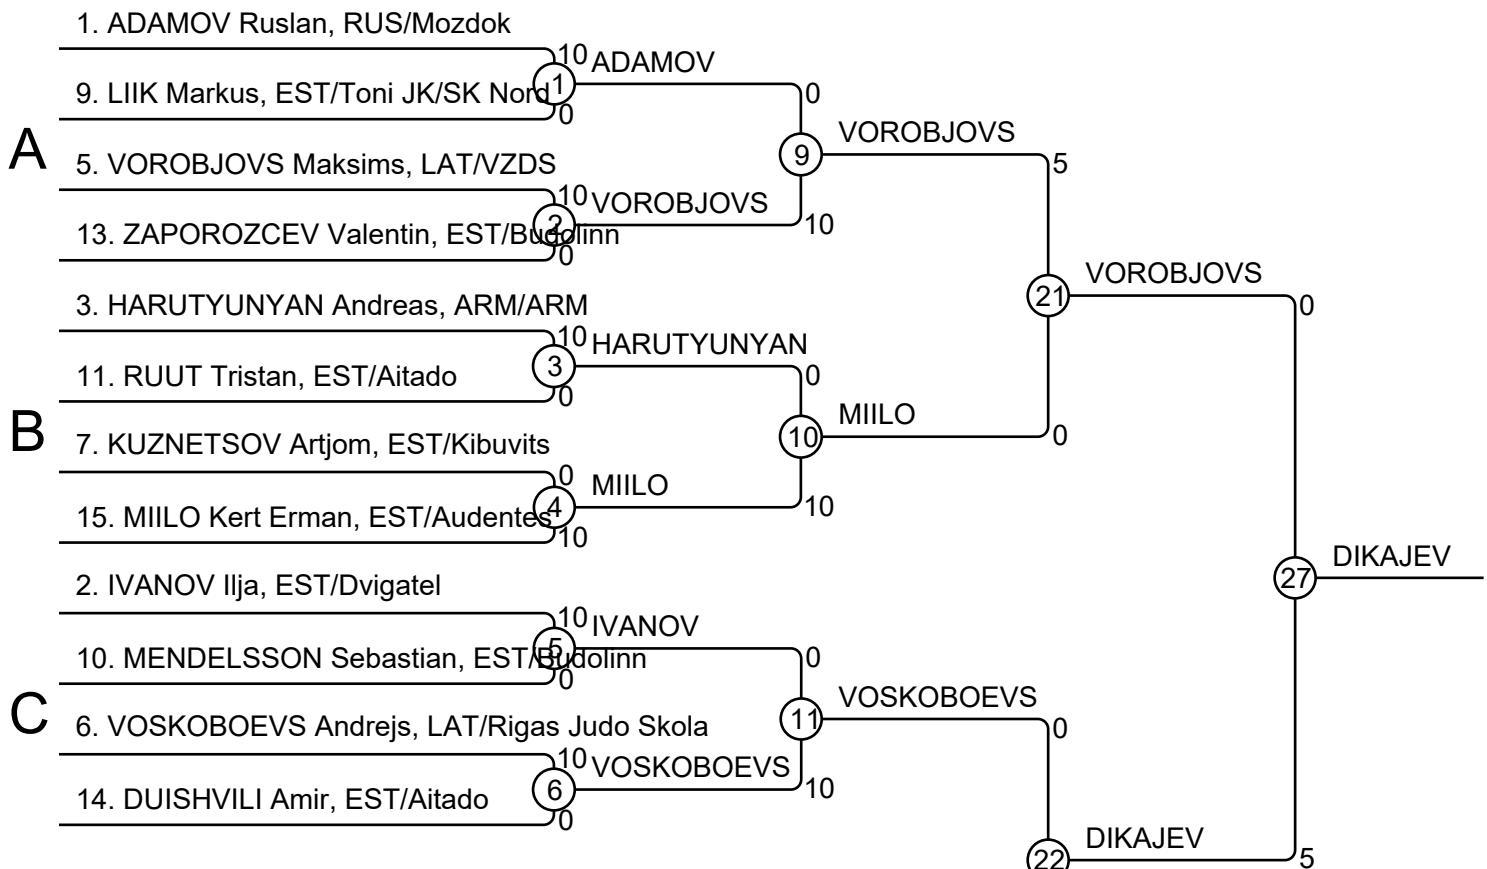 1. ADAMOV Ruslan, RUS/Mozdok
10
ADAMOV
1
0
9. LIIK Markus, EST/Toni JK/SK Nord
0
A
9
VOROBJOVS
5
5. VOROBJOVS Maksims, LAT/VZDS
10
VOROBJOVS
2
10
13. ZAPOROZCEV Valentin, EST/Budolinn
0
21
VOROBJOVS
0
3. HARUTYUNYAN Andreas, ARM/ARM
10
HARUTYUNYAN
3
0
11. RUUT Tristan, EST/Aitado
0
B
10
MIILO
0
7. KUZNETSOV Artjom, EST/Kibuvits
0
MIILO
4
10
15. MIILO Kert Erman, EST/Audentes
10
27
DIKAJEV
2. IVANOV Ilja, EST/Dvigatel
10
IVANOV
5
0
10. MENDELSSON Sebastian, EST/Budolinn
0
C
11
VOSKOBOEVS
0
6. VOSKOBOEVS Andrejs, LAT/Rigas Judo Skola
10
VOSKOBOEVS
6
10
14. DUISHVILI Amir, EST/Aitado
0
22
DIKAJEV
5